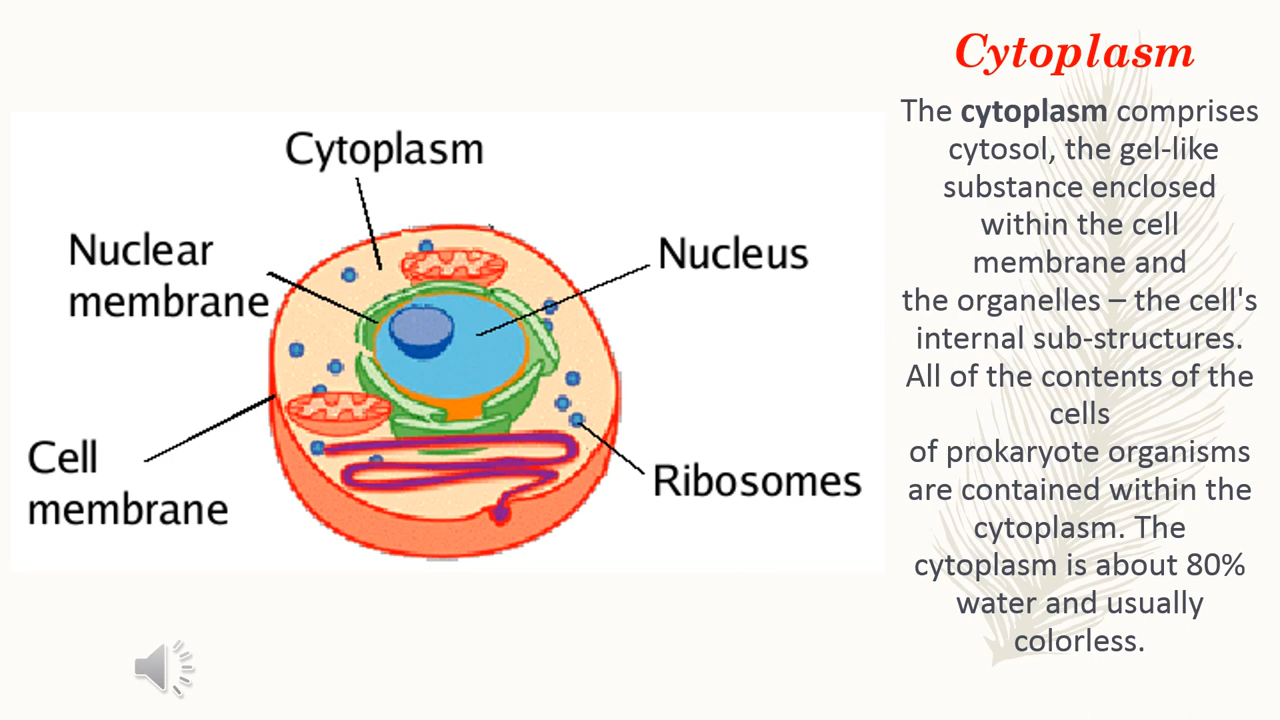 Cytoplasm
Cytoplasm
Nuclear
membrane
Nucleus
Cell
membrane
Ribosomes
The cytoplasm comprises
cytosol, the gel-like
substance enclosed
within the cell
membrane and
the organelles – the cell's
internal sub-structures.
All of the contents of the
cells
of prokaryote organisms
are contained within the
cytoplasm. The
cytoplasm is about 80%
water and usually
colorless.